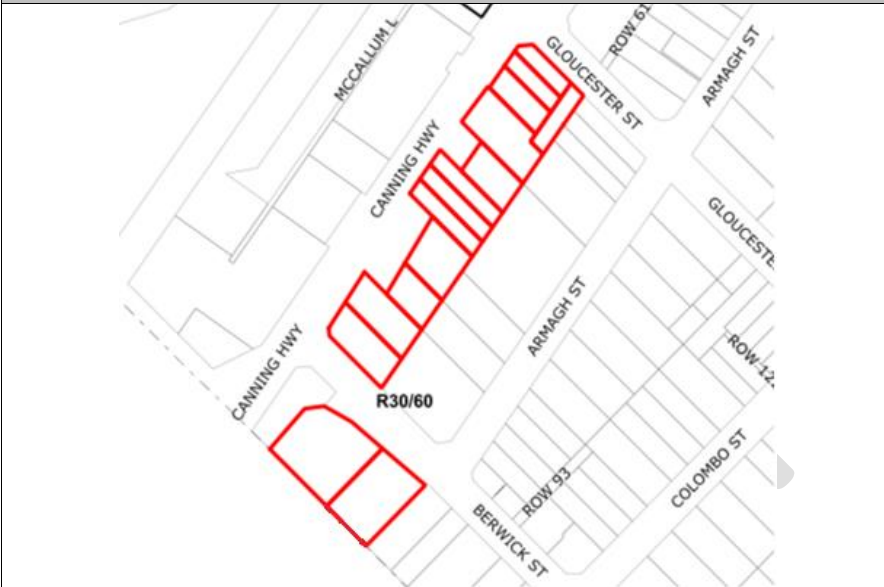 MCCALLUM L
ROW 61
ARMAGH ST
GLOUCESTER ST
CANNING HWY
GLOUCESTE
ARMAGH ST
ROW 12
CANNING HWY
R30/60
COLOMBO ST
ROW 93
BERWICK ST